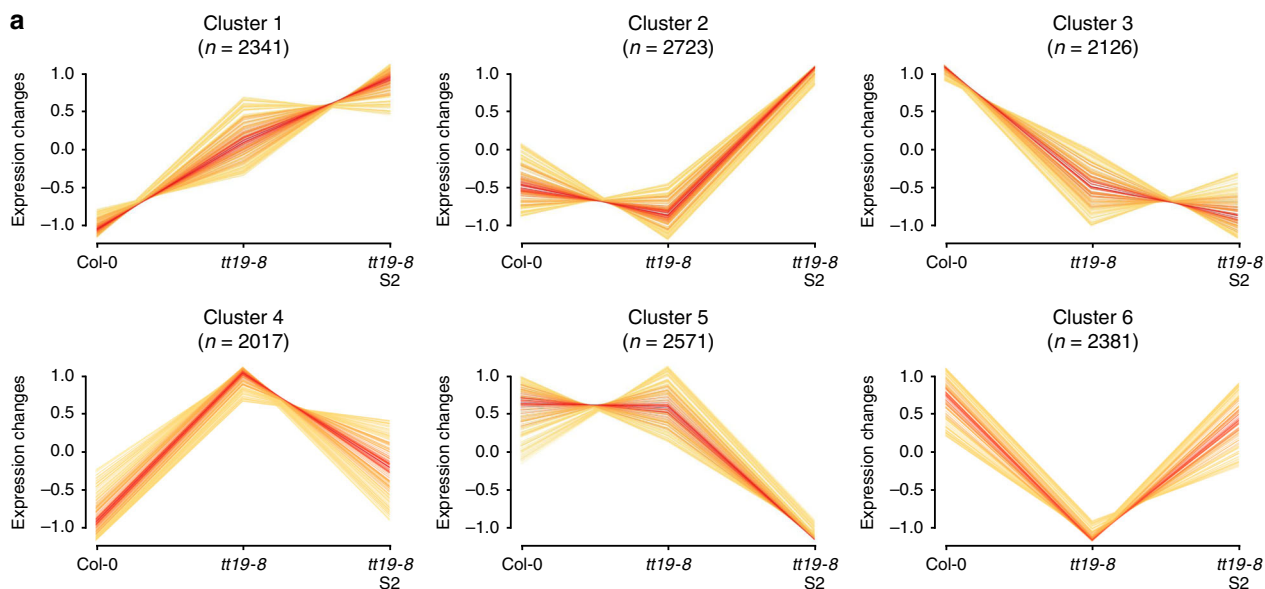 a
Cluster 1
(n = 2341)
Expression changes
1.0
0.5
0.0
−0.5
−1.0
Col-0
tt19-8
tt19-8
S2
Cluster 2
(n = 2723)
Expression changes
1.0
0.5
0.0
−0.5
−1.0
Col-0
tt19-8
tt19-8
S2
Cluster 3
(n = 2126)
Expression changes
1.0
0.5
0.0
−0.5
−1.0
Col-0
tt19-8
tt19-8
S2
Cluster 4
(n = 2017)
Expression changes
1.0
0.5
0.0
−0.5
−1.0
Col-0
tt19-8
tt19-8
S2
Cluster 5
(n = 2571)
Expression changes
1.0
0.5
0.0
−0.5
−1.0
Col-0
tt19-8
tt19-8
S2
Cluster 6
(n = 2381)
Expression changes
1.0
0.5
0.0
−0.5
−1.0
Col-0
tt19-8
tt19-8
S2